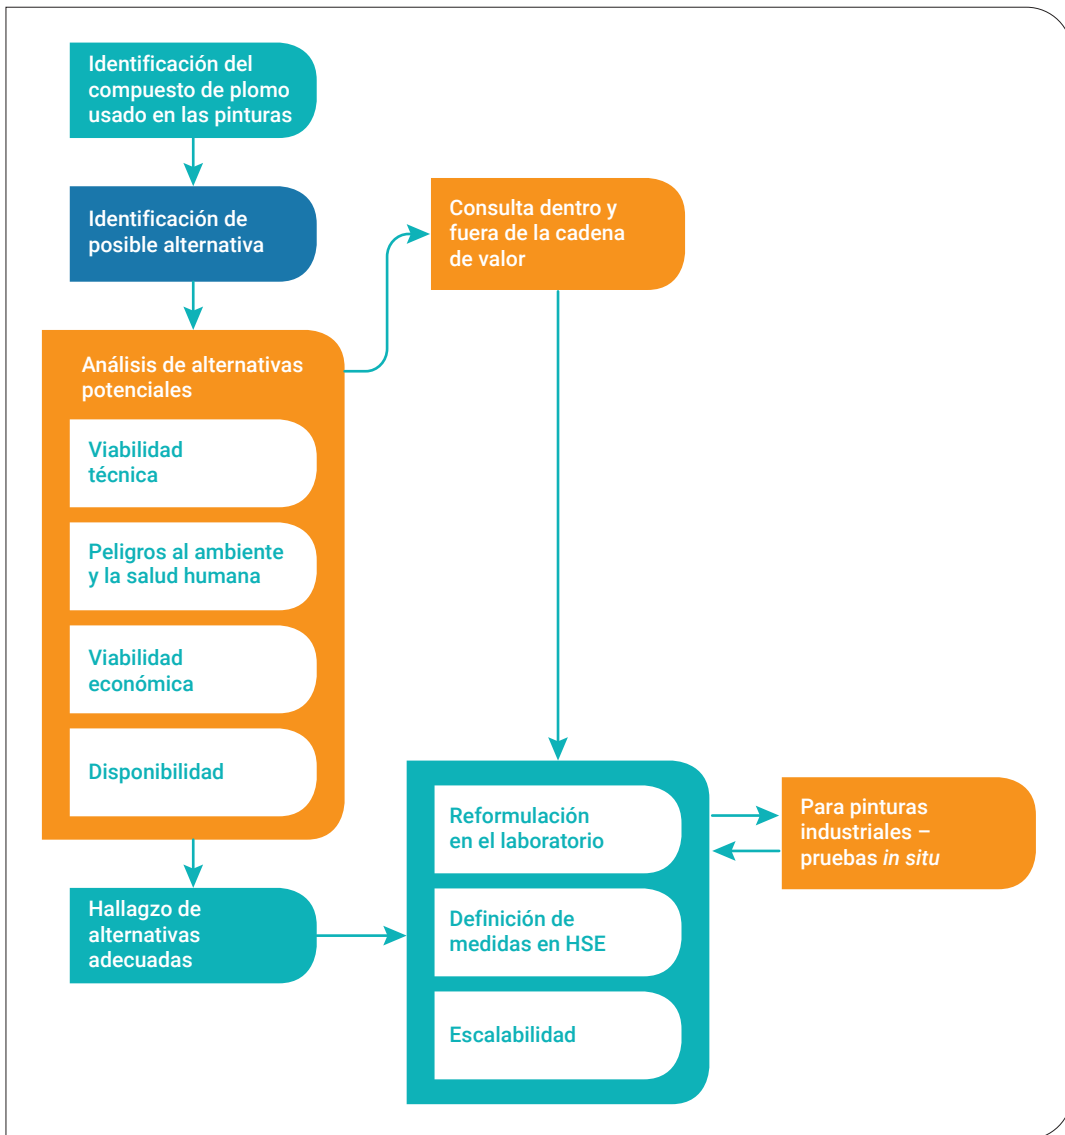 Identificación del
compuesto de plomo
usado en las pinturas
Identificación de
posible alternativa
Consulta dentro y
fuera de la cadena
de valor
Análisis de alternativas
potenciales
Viabilidad
técnica
Peligros al ambiente
y la salud humana
Viabilidad
económica
Disponibilidad
Hallagzo de
alternativas
adecuadas
Reformulación
en el laboratorio
Definición de
medidas en HSE
Escalabilidad
Para pinturas
industriales –
pruebas in situ